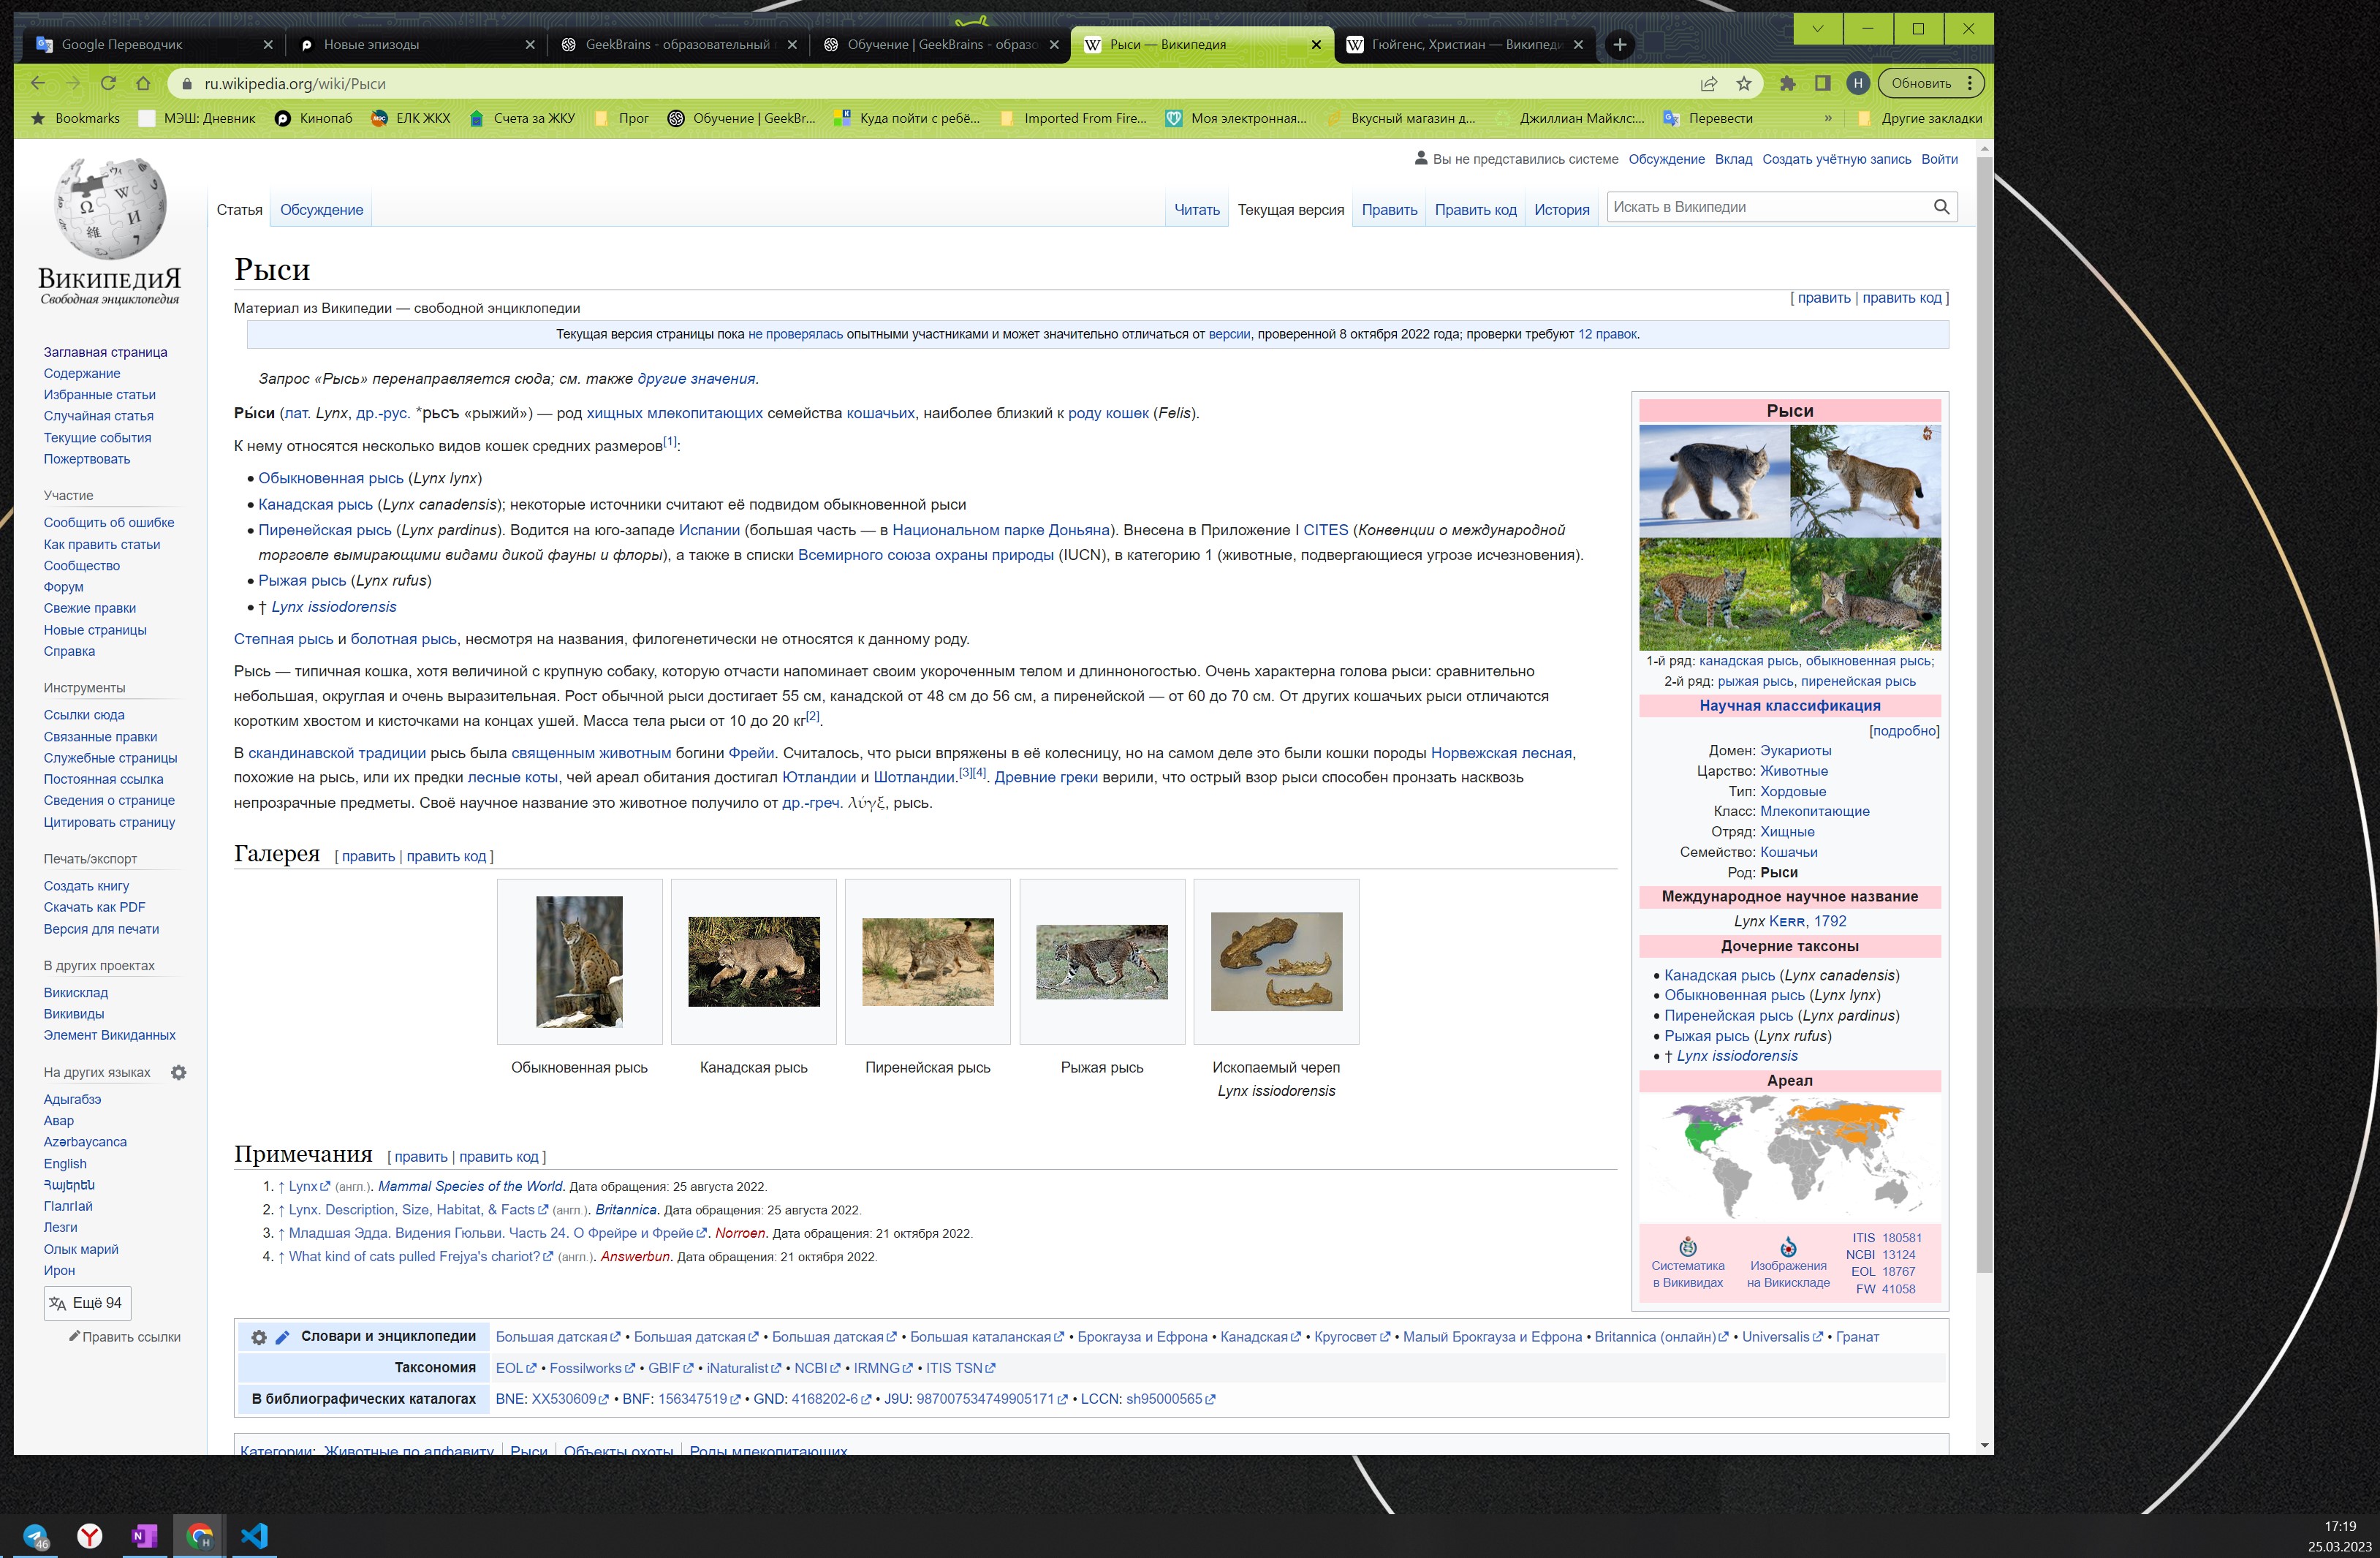 Google Переводчик
Новые эпизоды
GeekBrains - образовательный
Обучение | GeekBrains - образо
Рыси — Википедия
Гюйгенс, Христиан — Википеди
ru.wikipedia.org/wiki/Рыси
Н
Обновить
Bookmarks
МЭШ: Дневник
Кинопаб
ЕЛК ЖКХ
Счета за ЖКУ
Прог
Обучение | GeekBr...
Куда пойти с ребё...
Imported From Fire...
Моя электронная...
Вкусный магазин д...
Джиллиан Майклс:...
Перевести
»
Другие закладки
Вы не представились системе Обсуждение Вклад Создать учётную запись Войти
Статья Обсуждение
Читать Текущая версия Править Править код История
Искать в Википедии
ВИКИПЕДИЯ
Свободная энциклопедия
Заглавная страница
Содержание
Избранные статьи
Случайная статья
Текущие события
Пожертвовать
Участие
Сообщить об ошибке
Как править статьи
Сообщество
Форум
Свежие правки
Новые страницы
Справка
Инструменты
Ссылки сюда
Связанные правки
Служебные страницы
Постоянная ссылка
Сведения о странице
Цитировать страницу
Печать/экспорт
Создать книгу
Скачать как PDF
Версия для печати
В других проектах
Викисклад
Викивиды
Элемент Викиданных
На других языках
Адыгабзэ
Авар
Azərbaycanca
English
Հայերեն
ГӀалгӀай
Лезги
Олык марий
Ирон
Ещё 94
Править ссылки
Рыси
[ править | править код ]
Материал из Википедии — свободной энциклопедии
Текущая версия страницы пока не проверялась опытными участниками и может значительно отличаться от версии, проверенной 8 октября 2022 года; проверки требуют 12 правок.
Запрос «Рысь» перенаправляется сюда; см. также другие значения.
Ры́си (лат. Lynx, др.-рус. *рьсъ «рыжий») — род хищных млекопитающих семейства кошачьих, наиболее близкий к роду кошек (Felis).
К нему относятся несколько видов кошек средних размеров[1]:
• Обыкновенная рысь (Lynx lynx)
• Канадская рысь (Lynx canadensis); некоторые источники считают её подвидом обыкновенной рыси
• Пиренейская рысь (Lynx pardinus). Водится на юго-западе Испании (большая часть — в Национальном парке Доньяна). Внесена в Приложение I CITES (Конвенции о международной
торговле вымирающими видами дикой фауны и флоры), а также в списки Всемирного союза охраны природы (IUCN), в категорию 1 (животные, подвергающиеся угрозе исчезновения).
• Рыжая рысь (Lynx rufus)
• † Lynx issiodorensis
Степная рысь и болотная рысь, несмотря на названия, филогенетически не относятся к данному роду.
Рысь — типичная кошка, хотя величиной с крупную собаку, которую отчасти напоминает своим укороченным телом и длинноногостью. Очень характерна голова рыси: сравнительно
небольшая, округлая и очень выразительная. Рост обычной рыси достигает 55 см, канадской от 48 см до 56 см, а пиренейской — от 60 до 70 см. От других кошачьих рыси отличаются
коротким хвостом и кисточками на концах ушей. Масса тела рыси от 10 до 20 кг[2].
В скандинавской традиции рысь была священным животным богини Фрейи. Считалось, что рыси впряжены в её колесницу, но на самом деле это были кошки породы Норвежская лесная,
похожие на рысь, или их предки лесные коты, чей ареал обитания достигал Ютландии и Шотландии.[3][4]. Древние греки верили, что острый взор рыси способен пронзать насквозь
непрозрачные предметы. Своё научное название это животное получило от др.-греч. λύγξ, рысь.
Галерея [ править | править код ]
Обыкновенная рысь
Канадская рысь
Пиренейская рысь
Рыжая рысь
Ископаемый череп
Lynx issiodorensis
Примечания [ править | править код ]
1. ↑ Lynx (англ.). Mammal Species of the World. Дата обращения: 25 августа 2022.
2. ↑ Lynx. Description, Size, Habitat, & Facts (англ.). Britannica. Дата обращения: 25 августа 2022.
3. ↑ Младшая Эдда. Видения Гюльви. Часть 24. О Фрейре и Фрейе. Norroen. Дата обращения: 21 октября 2022.
4. ↑ What kind of cats pulled Frejya's chariot? (англ.). Answerbun. Дата обращения: 21 октября 2022.
Рыси
1-й ряд: канадская рысь, обыкновенная рысь;
2-й ряд: рыжая рысь, пиренейская рысь
Научная классификация
[подробно]
Домен: Эукариоты
Царство: Животные
Тип: Хордовые
Класс: Млекопитающие
Отряд: Хищные
Семейство: Кошачьи
Род: Рыси
Международное научное название
Lynx KERR, 1792
Дочерние таксоны
• Канадская рысь (Lynx canadensis)
• Обыкновенная рысь (Lynx lynx)
• Пиренейская рысь (Lynx pardinus)
• Рыжая рысь (Lynx rufus)
• † Lynx issiodorensis
Ареал
Систематика
в Викивидах
Изображения
на Викискладе
ITIS 180581
NCBI 13124
EOL 18767
FW 41058
Словари и энциклопедии Большая датская • Большая датская • Большая датская • Большая каталанская • Брокгауза и Ефрона • Канадская • Кругосвет • Малый Брокгауза и Ефрона • Britannica (онлайн) • Universalis • Гранат
Таксономия EOL • Fossilworks • GBIF • iNaturalist • NCBI • IRMNG • ITIS TSN
В библиографических каталогах BNE: XX530609 • BNF: 156347519 • GND: 4168202-6 • J9U: 987007534749905171 • LCCN: sh95000565
Категории: Животные по алфавиту | Рыси | Объекты охоты | Роды млекопитающих
46
17:19
25.03.2023